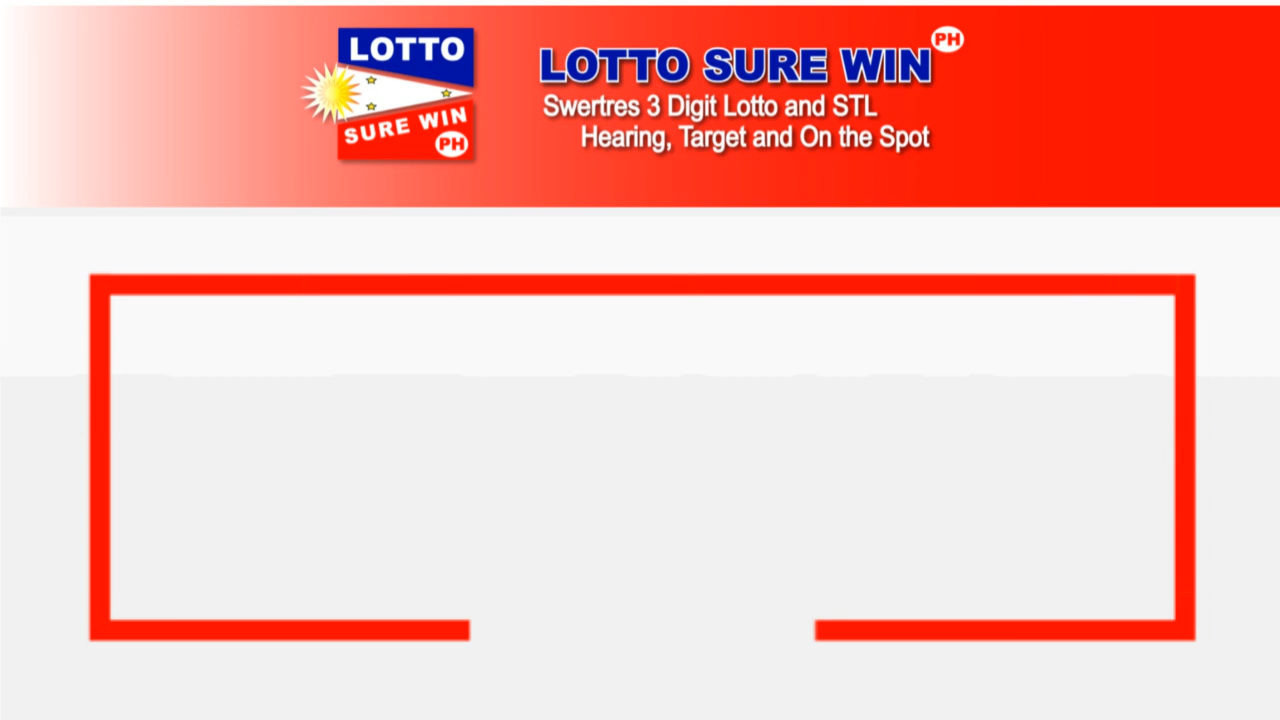 LOTTO
SURE WIN
PH
LOTTO SURE WIN PH
Swertres 3 Digit Lotto and STL
Hearing, Target and On the Spot